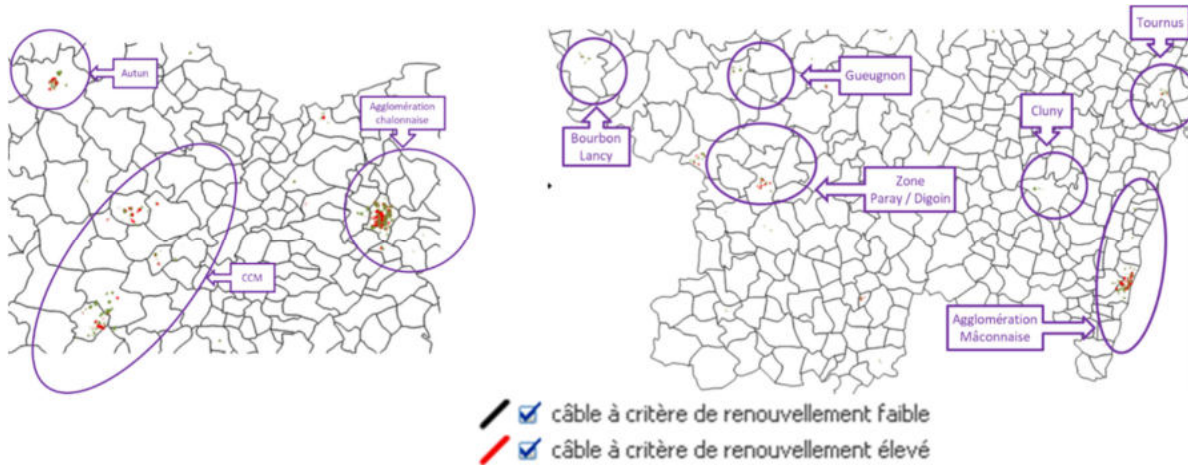 Autun
Agglomération
chalonnaise
CCM
Tournus
Gueugnon
Bourbon
Lancy
Cluny
Zone
Paray / Digoin
Agglomération
Mâconnaise
câble à critère de renouvellement faible
câble à critère de renouvellement élevé